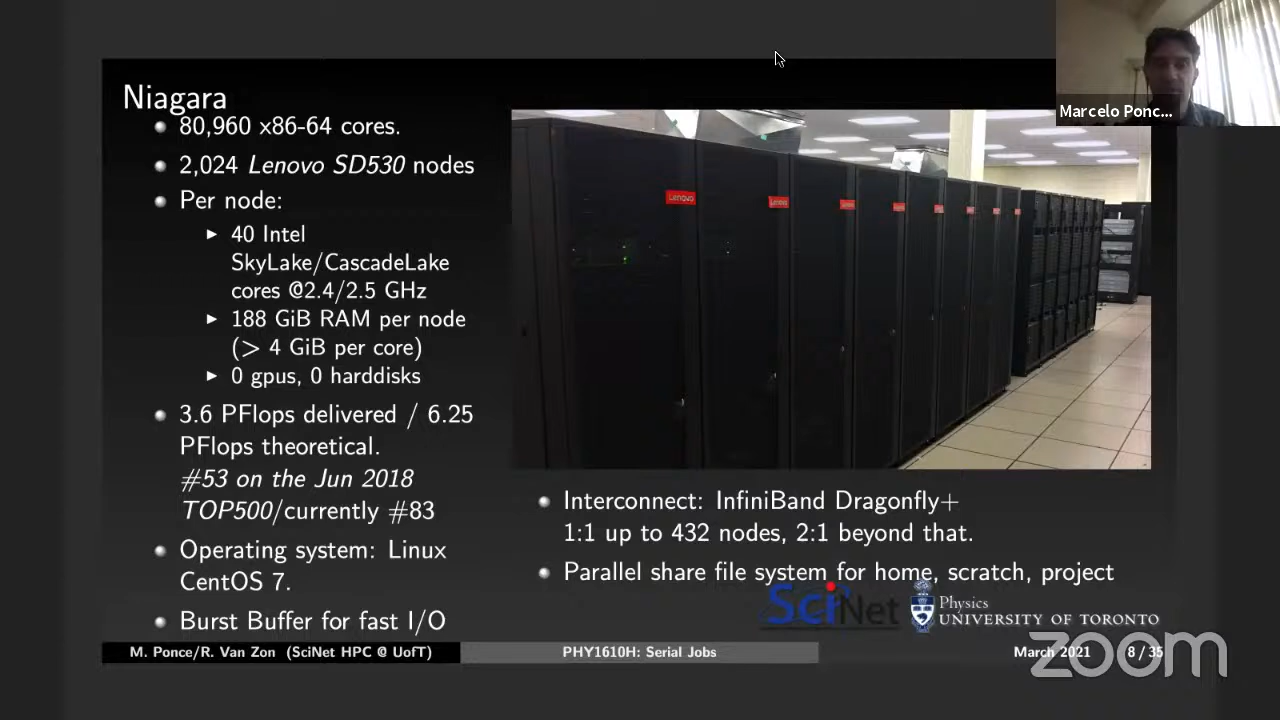 Niagara
80,960 x86-64 cores.
2,024 Lenovo SD530 nodes
Per node:
40 Intel
SkyLake/CascadeLake
cores @2.4/2.5 GHz
188 GiB RAM per node
(> 4 GiB per core)
0 gpus, 0 harddisks
3.6 PFlops delivered / 6.25
PFlops theoretical.
#53 on the Jun 2018
TOP500/currently #83
Operating system: Linux
CentOS 7.
Burst Buffer for fast I/O
Marcelo Ponc...
Lenovo
Lenovo
Interconnect: InfiniBand Dragonfly+
1:1 up to 432 nodes, 2:1 beyond that.
Parallel share file system for home, scratch, project
SciNet
Physics
UNIVERSITY OF TORONTO
M. Ponce/R. Van Zon (SciNet HPC @ UofT)
PHY1610H: Serial Jobs
March 2021
8 / 35
zoom